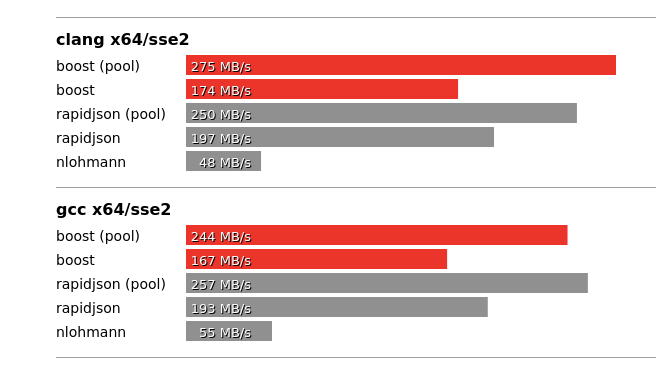 clang x64/sse2
boost (pool) 275 MB/s
boost 174 MB/s
rapidjson (pool) 250 MB/s
rapidjson 197 MB/s
nlohmann 48 MB/s
gcc x64/sse2
boost (pool) 244 MB/s
boost 167 MB/s
rapidjson (pool) 257 MB/s
rapidjson 193 MB/s
nlohmann 55 MB/s